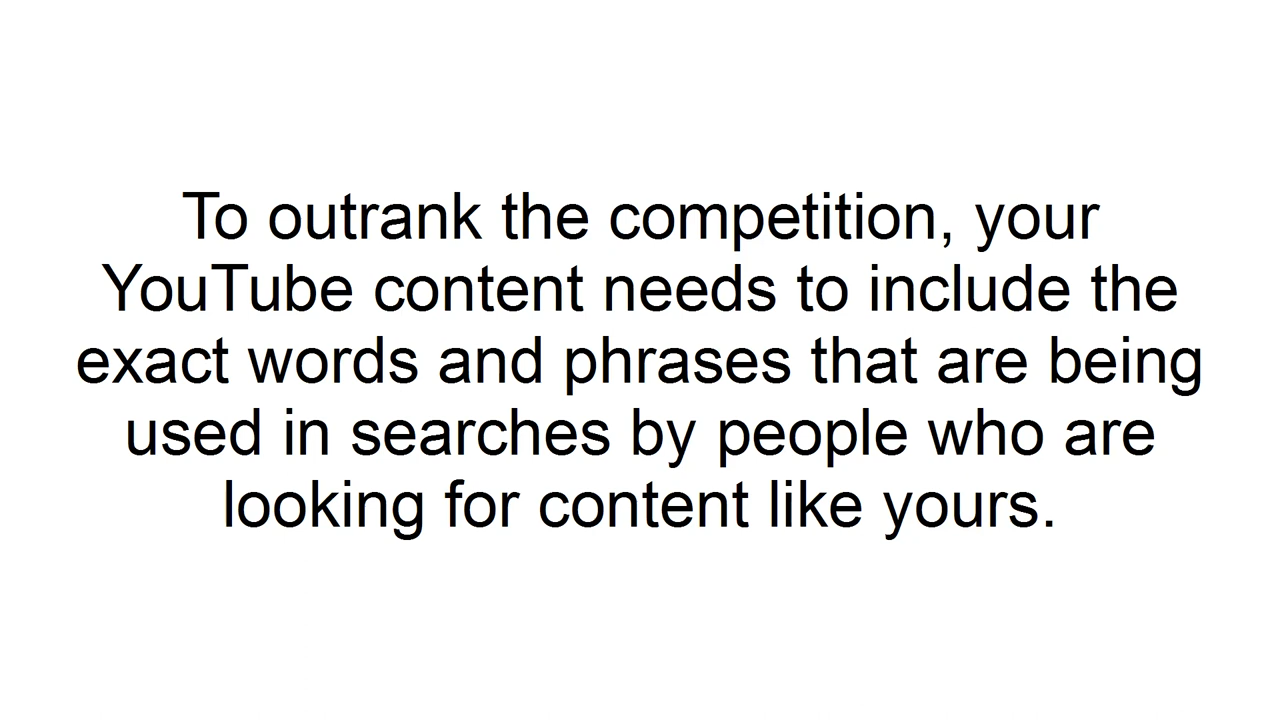 To outrank the competition, your
YouTube content needs to include the
exact words and phrases that are being
used in searches by people who are
looking for content like yours.